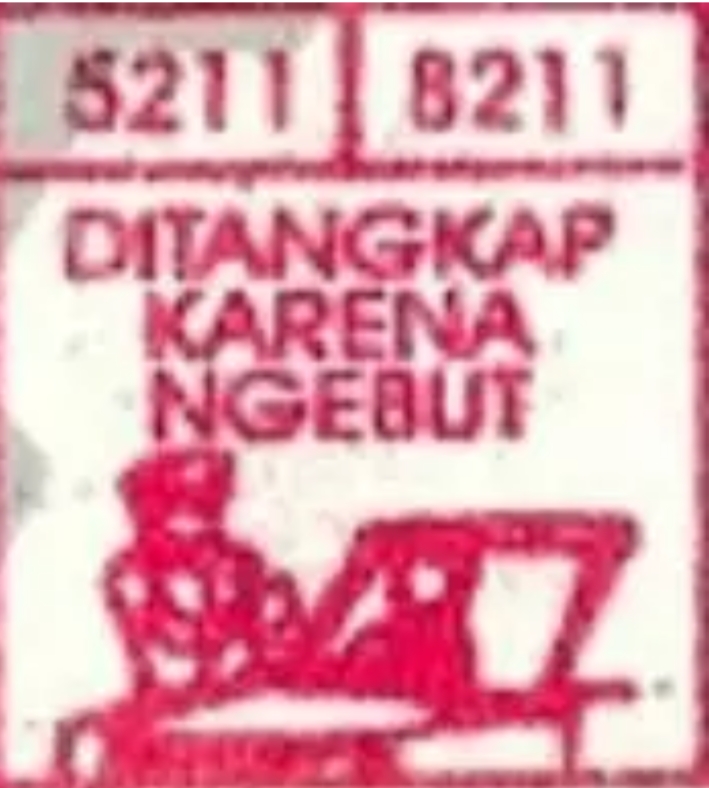 5211 8211
DITANGKAP
KARENA
NGEBUT